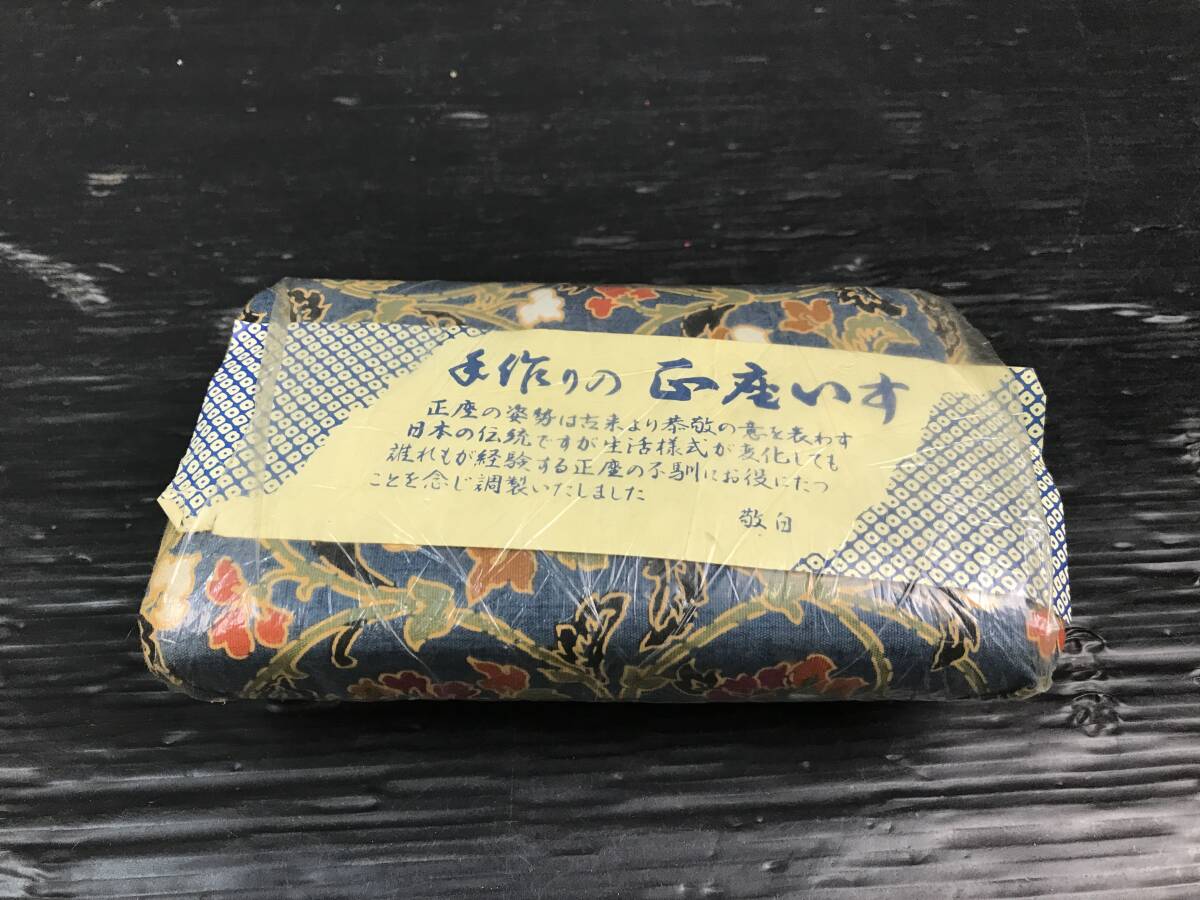 手作りの 正座いす
正座の姿勢は古来より恭敬の意を表わす
日本の伝統ですが生活様式が変化しても
誰れもが経験する正座の不馴にお役にたつ
ことを念じ調製いたしました
敬白